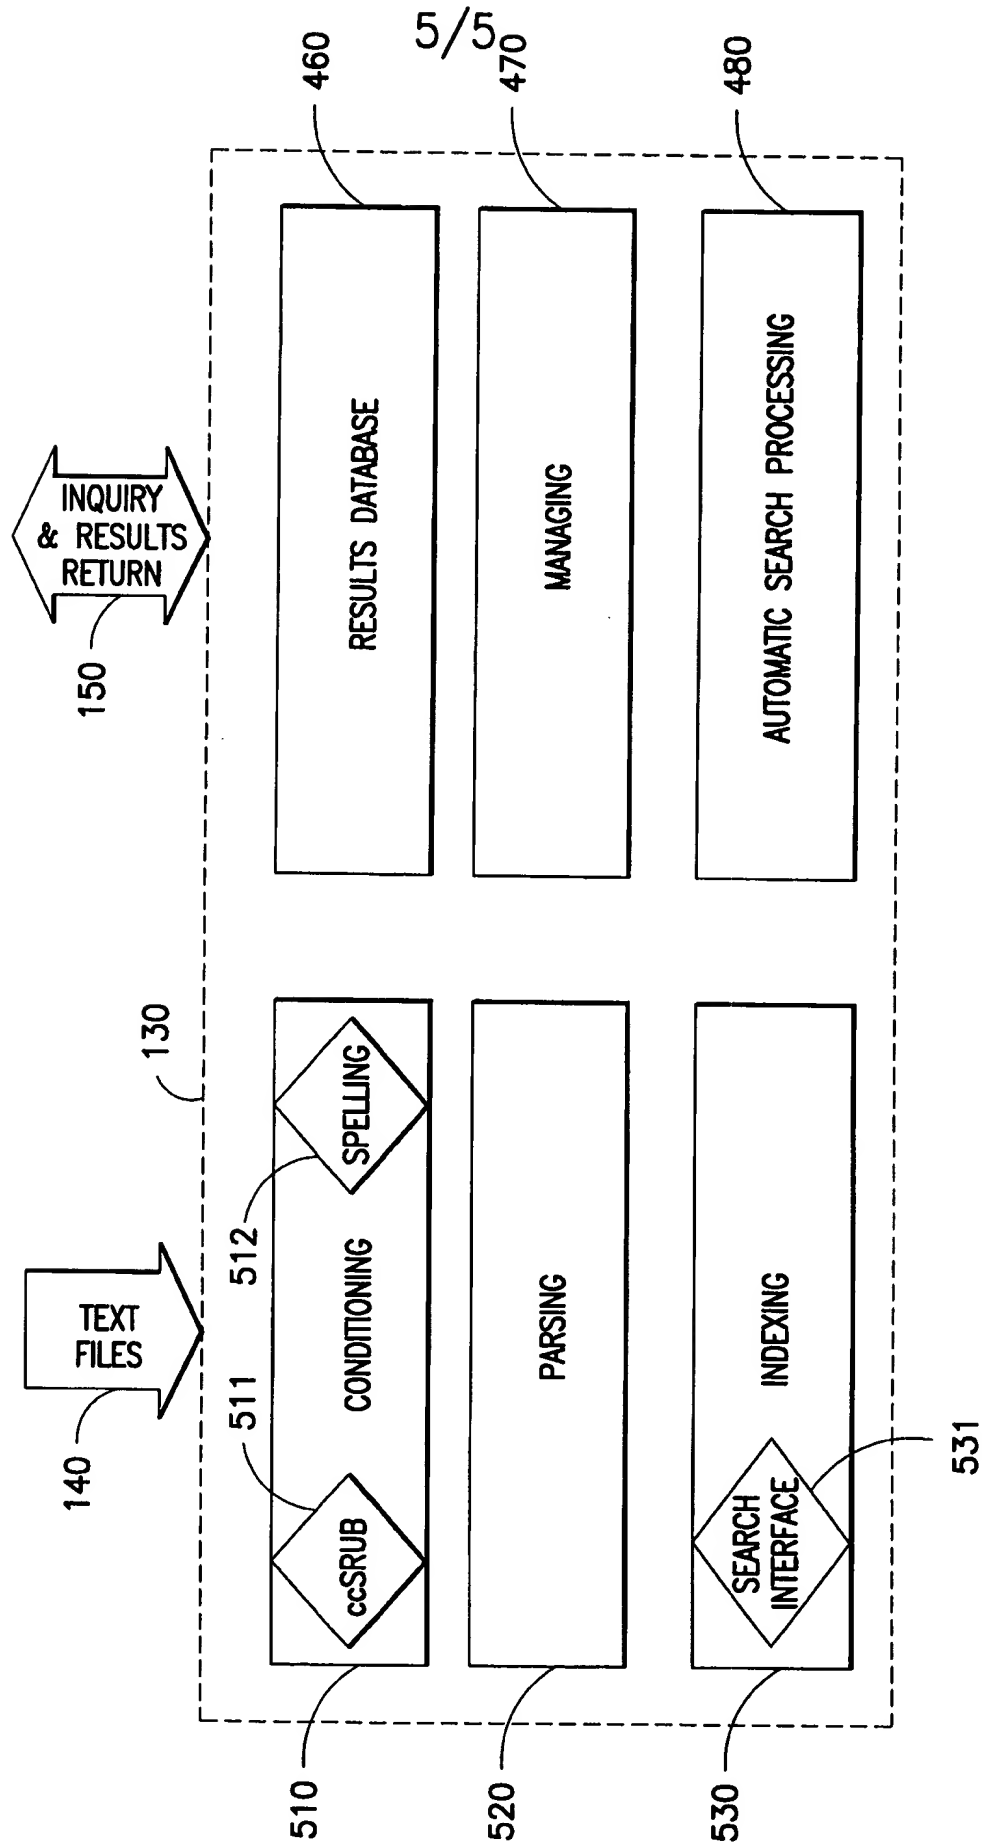 5/5
140
TEXT
FILES
130
150
INQUIRY
& RESULTS
RETURN
510
511
ccSRUB
CONDITIONING
512
SPELLING
RESULTS DATABASE
460
520
PARSING
MANAGING
470
530
SEARCH
INTERFACE
531
INDEXING
AUTOMATIC SEARCH PROCESSING
480